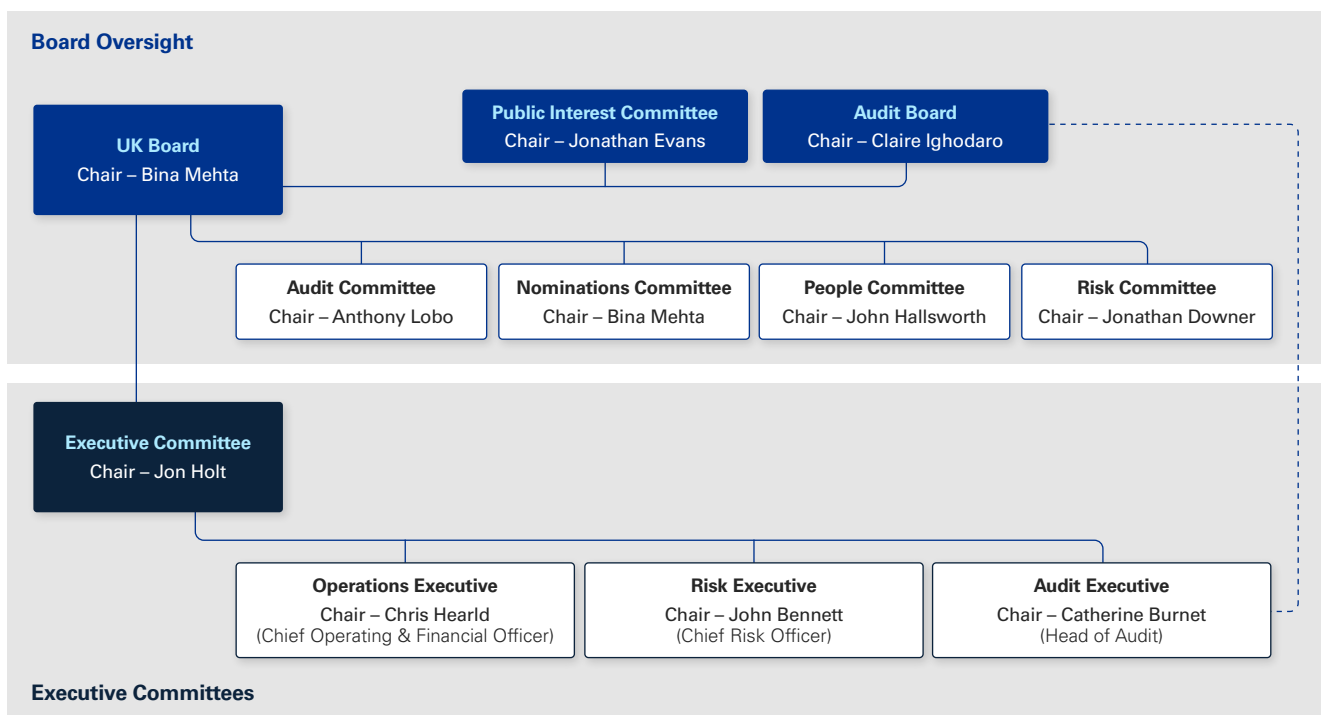 Board Oversight
UK Board
Chair – Bina Mehta
Public Interest Committee
Chair – Jonathan Evans
Audit Board
Chair – Claire Ighodaro
Audit Committee
Chair – Anthony Lobo
Nominations Committee
Chair – Bina Mehta
People Committee
Chair – John Hallsworth
Risk Committee
Chair – Jonathan Downer
Executive Committee
Chair – Jon Holt
Operations Executive
Chair – Chris Hearld
(Chief Operating & Financial Officer)
Risk Executive
Chair – John Bennett
(Chief Risk Officer)
Audit Executive
Chair – Catherine Burnet
(Head of Audit)
Executive Committees